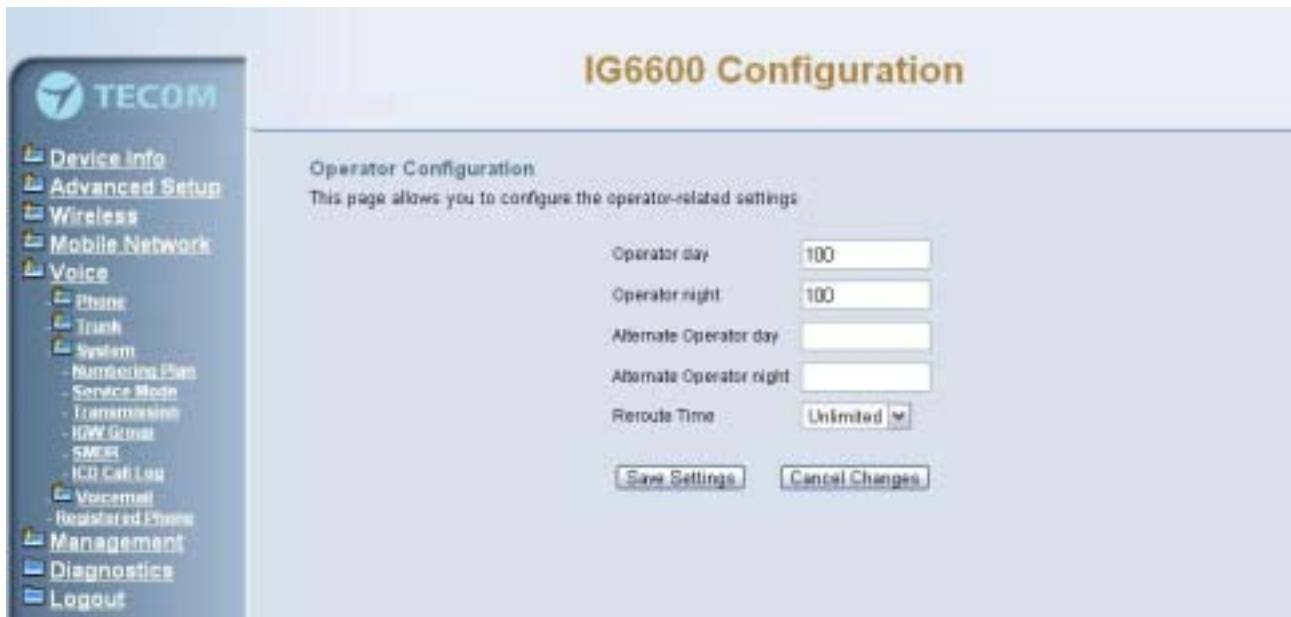 IG6600 Configuration
TECOM
Device Info
Advanced Setup
Wireless
Mobile Network
Voice
- Phone
- Trunk
System
- Numbering Plan
- Service Mode
- Transmission
- IGW Group
- SMDR
- ICD Call Log
Voicemail
- Registered Phone
Management
Diagnostics
Logout
Operator Configuration
This page allows you to configure the operator-related settings
Operator day 100
Operator night 100
Alternate Operator day
Alternate Operator night
Reroute Time Unlimited
Save Settings Cancel Changes